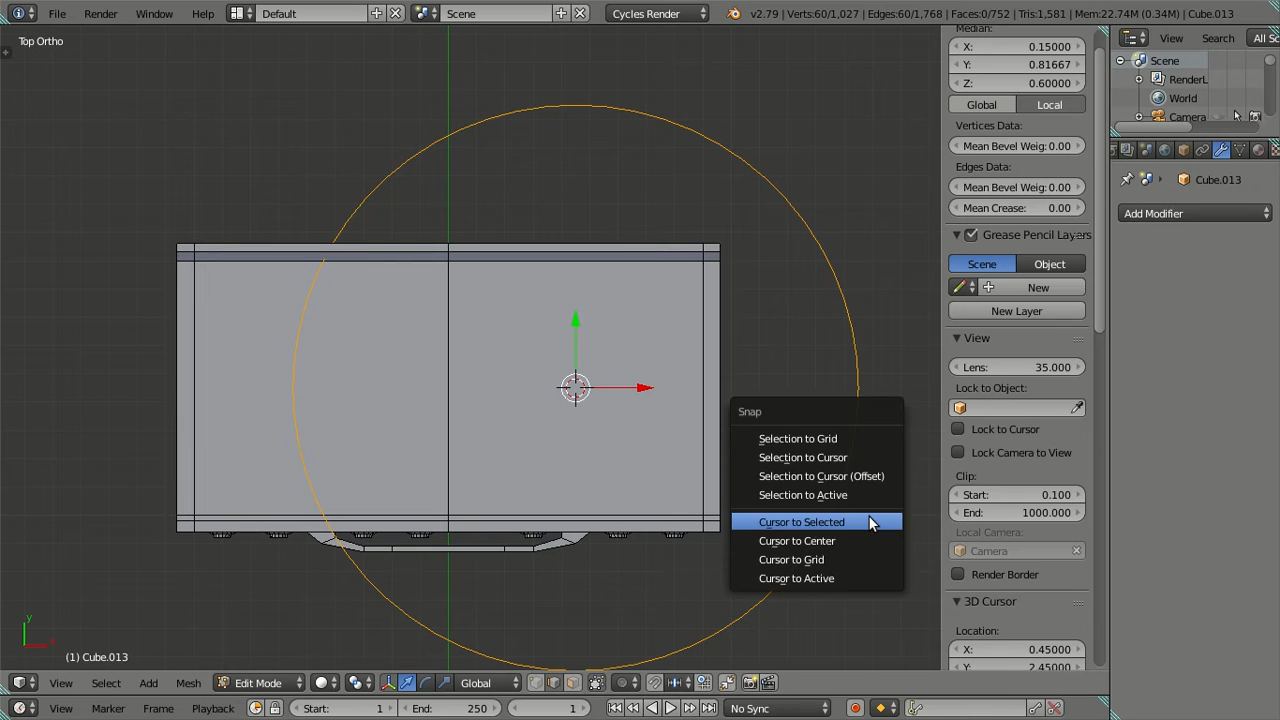 File Render Window Help Default Scene Cycles Render v2.79 | Verts:60/1,027 | Edges:60/1,768 | Faces:0/752 | Tris:1,581 | Mem:22.74M (0.34M) | Cube.013
Top Ortho
Median:
X: 0.15000
Y: 0.81667
Z: 0.60000
Global Local
Vertices Data:
Mean Bevel Weig: 0.00
Edges Data:
Mean Bevel Weig: 0.00
Mean Crease: 0.00
Grease Pencil Layers
Scene Object
New
New Layer
View
Lens: 35.000
Lock to Object:
Lock to Cursor
Lock Camera to View
Clip:
Start: 0.100
End: 1000.000
Local Camera:
Camera
Render Border
3D Cursor
Location:
X: 0.45000
Y: 2.45000
View Search All Sc
Scene
RenderL
World
Camera
Cube.013
Add Modifier
Snap
Selection to Grid
Selection to Cursor
Selection to Cursor (Offset)
Selection to Active
Cursor to Selected
Cursor to Center
Cursor to Grid
Cursor to Active
y
(1) Cube.013
View Select Add Mesh Edit Mode Global
View Marker Frame Playback Start: 1 End: 250 1 No Sync